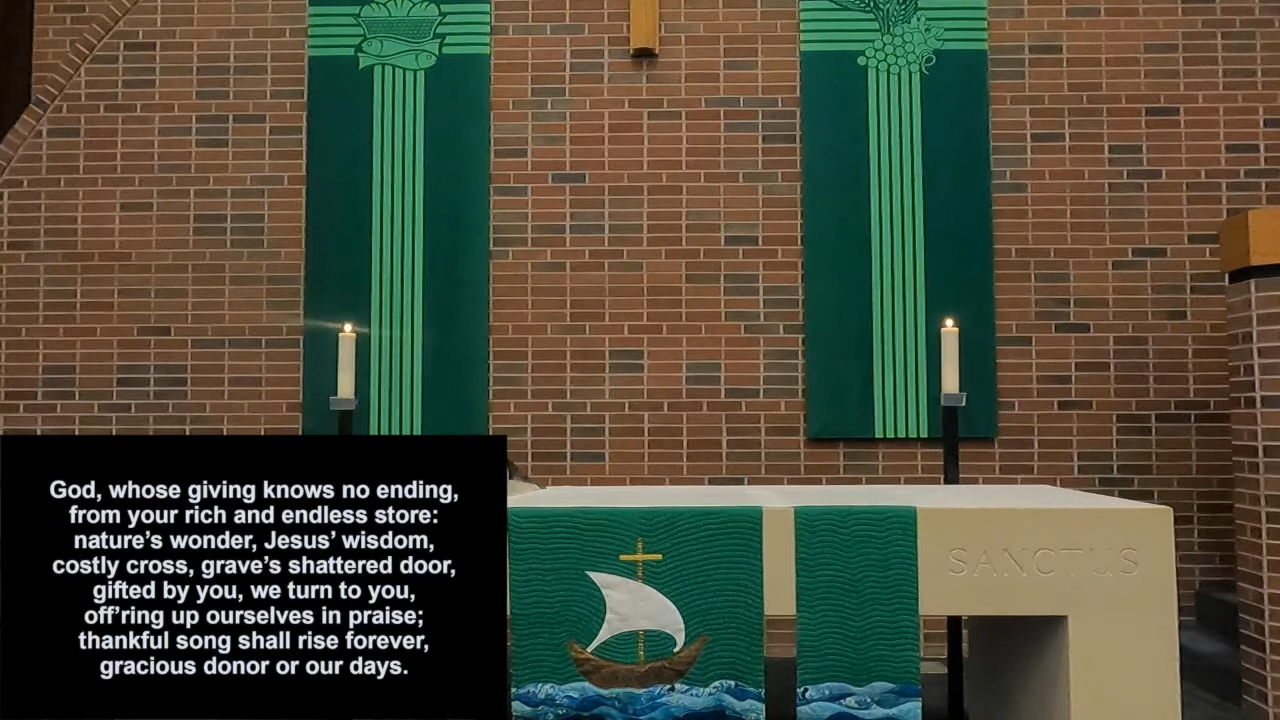 God, whose giving knows no ending,
from your rich and endless store:
nature's wonder, Jesus' wisdom,
costly cross, grave's shattered door,
gifted by you, we turn to you,
off'ring up ourselves in praise;
thankful song shall rise forever,
gracious donor or our days.
SANCTUS